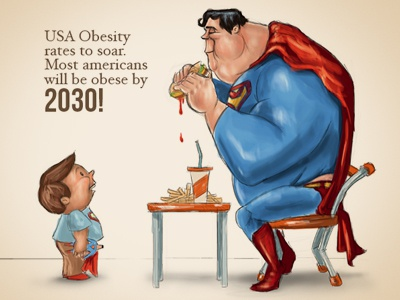 USA Obesity
rates to soar.
Most americans
will be obese by
2030!